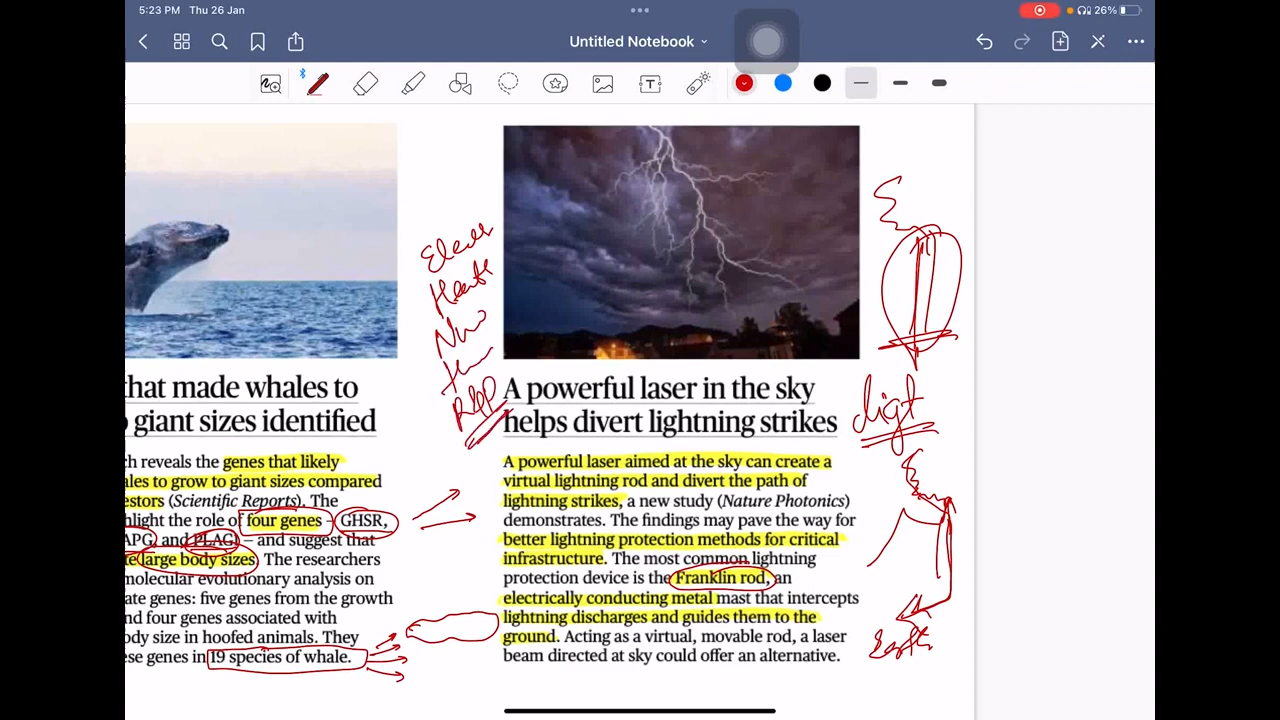 5:23 PM Thu 26 Jan
26%
Untitled Notebook
that made whales to
giant sizes identified
ch reveals the genes that likely
ales to grow to giant sizes compared
estors (Scientific Reports). The
hlight the role of four genes – GHSR,
APG, and PLAG) – and suggest that
te large body sizes. The researchers
molecular evolutionary analysis on
ate genes: five genes from the growth
nd four genes associated with
ody size in hoofed animals. They
se genes in 19 species of whale.
A powerful laser in the sky
helps divert lightning strikes
A powerful laser aimed at the sky can create a
virtual lightning rod and divert the path of
lightning strikes, a new study (Nature Photonics)
demonstrates. The findings may pave the way for
better lightning protection methods for critical
infrastructure. The most common lightning
protection device is the Franklin rod, an
electrically conducting metal mast that intercepts
lightning discharges and guides them to the
ground. Acting as a virtual, movable rod, a laser
beam directed at sky could offer an alternative.
Earth